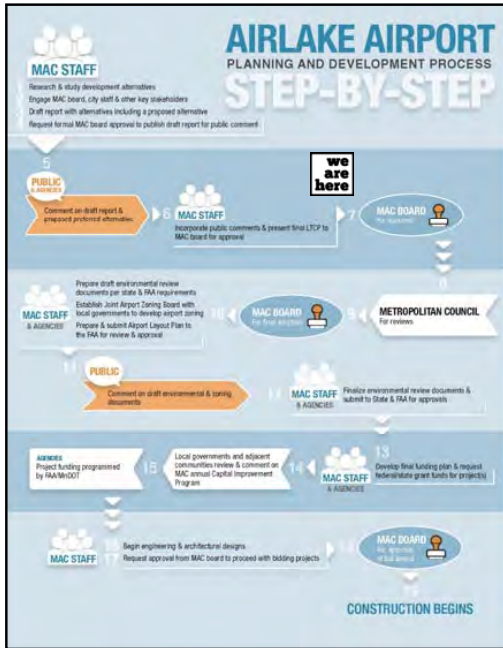 AIRLAKE AIRPORT
PLANNING AND DEVELOPMENT PROCESS
STEP-BY-STEP
MAC STAFF
Research & study development alternatives
Engage MAC board, city staff & other key stakeholders
Draft report with alternatives including a proposed alternative
Request formal MAC board approval to publish draft report for public comment
5
PUBLIC
& AGENCIES
Comment on draft report &
proposed preferred alternatives
6
MAC STAFF
Incorporate public comments & present final LTCP to
MAC board for approval
we
are
here
7
MAC BOARD
For approval
8
METROPOLITAN COUNCIL
For reviews
9
MAC BOARD
For final adoption
10
MAC STAFF
& AGENCIES
Prepare draft environmental review
documents per state & FAA requirements
Establish Joint Airport Zoning Board with
local governments to develop airport zoning
Prepare & submit Airport Layout Plan to
the FAA for review & approval
11
PUBLIC
Comment on draft environmental & zoning
documents
12
MAC STAFF
& AGENCIES
Finalize environmental review documents &
submit to State & FAA for approvals
13
Develop final funding plan & request
federal/state grant funds for project(s)
MAC STAFF
& AGENCIES
14
Local governments and adjacent
communities review & comment on
MAC annual Capital Improvement
Program
15
AGENCIES
Project funding programmed
by FAA/MnDOT
16
Begin engineering & architectural designs
17
Request approval from MAC board to proceed with bidding projects
MAC STAFF
18
MAC BOARD
For approval
of bid award
CONSTRUCTION BEGINS